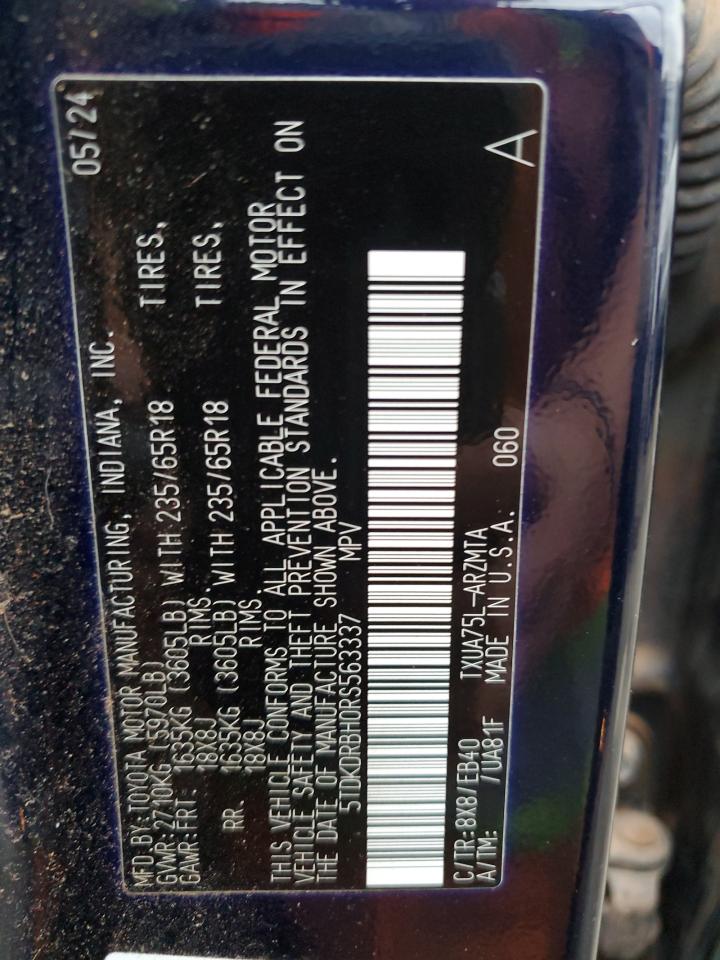 MFD.BY:TOYOTA MOTOR MANUFACTURING, INDIANA, INC. 05/24
GVWR:2710KG (5970LB)
GAWR:FRT: 1635KG (3605LB) WITH 235/65R18 TIRES,
18X8J RIMS.
RR. 1635KG (3605LB) WITH 235/65R18 TIRES,
18X8J RIMS.
THIS VEHICLE CONFORMS TO ALL APPLICABLE FEDERAL MOTOR
VEHICLE SAFETY AND THEFT PREVENTION STANDARDS IN EFFECT ON
THE DATE OF MANUFACTURE SHOWN ABOVE.
5TDKDRBH0RS563337 MPV
C/TR:8X8/EB40 TXUA75L-ARZMTA
A/TM: /UA81F MADE IN U.S.A. 060
A